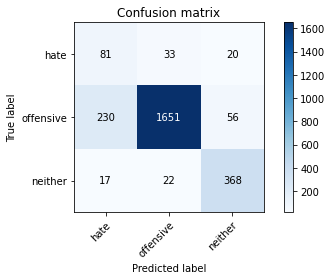 Confusion matrix
hate 81 33 20
offensive 230 1651 56
neither 17 22 368
hate offensive neither
True label
Predicted label
1600
1400
1200
1000
800
600
400
200